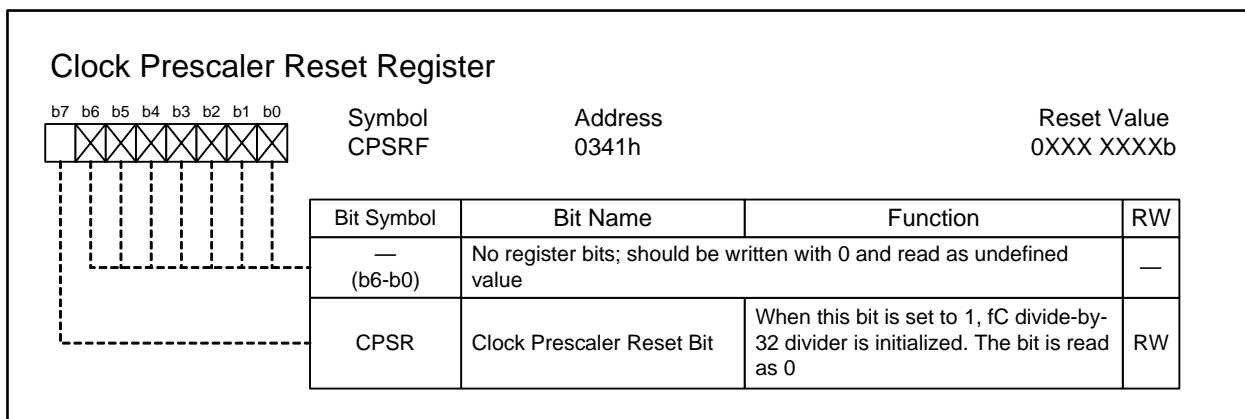 Clock Prescaler Reset Register
b7 b6 b5 b4 b3 b2 b1 b0
Symbol Address Reset Value
CPSRF 0341h 0XXX XXXXb
Bit Symbol Bit Name Function RW
—
(b6-b0)
No register bits; should be written with 0 and read as undefined
value
—
CPSR
Clock Prescaler Reset Bit
When this bit is set to 1, fC divide-by-
32 divider is initialized. The bit is read
as 0
RW